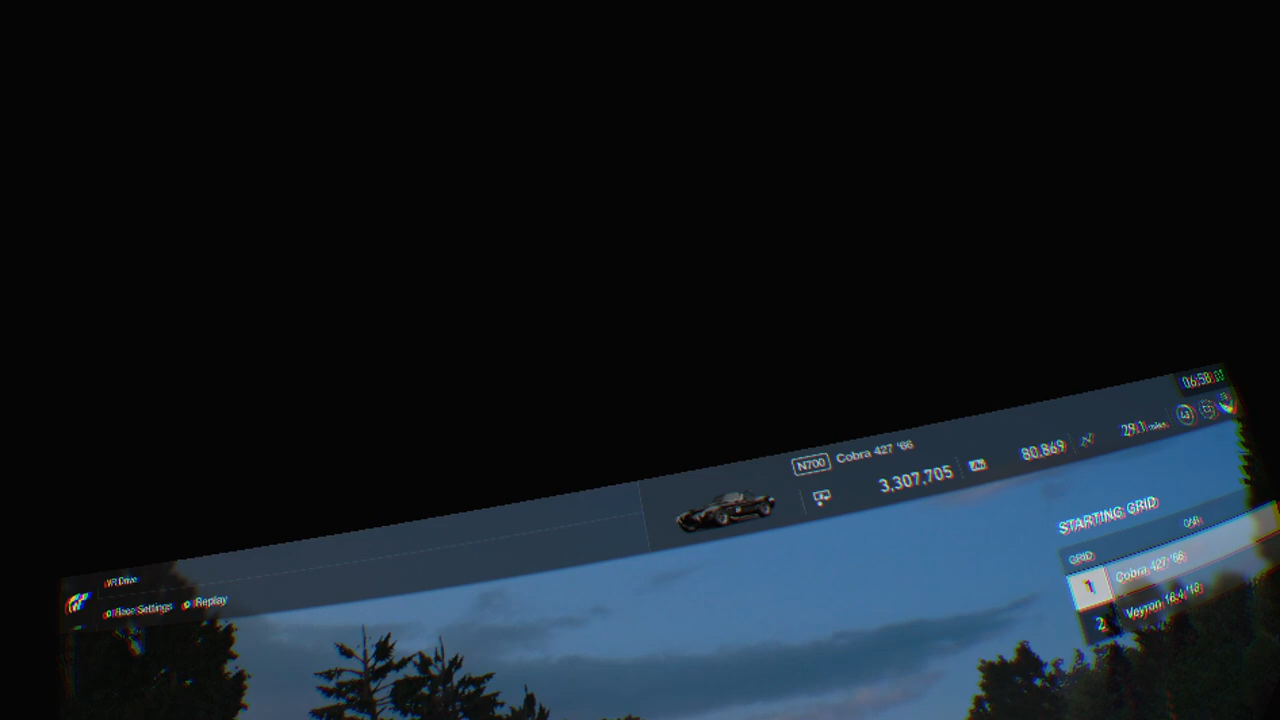 06:58
N700 Cobra 427 '66
3,307,705
80,869
29.1 miles
VR Drive
Race Settings
Replay
STARTING GRID
GRID CAR
1 Cobra 427 '66
2 Veyron 16.4 '13